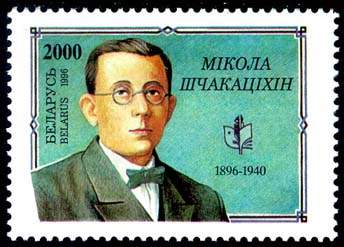 2000
БЕЛАРУСЬ 1996
BELARUS
МІКОЛА
ШЧАКАЦІХІН
1896-1940